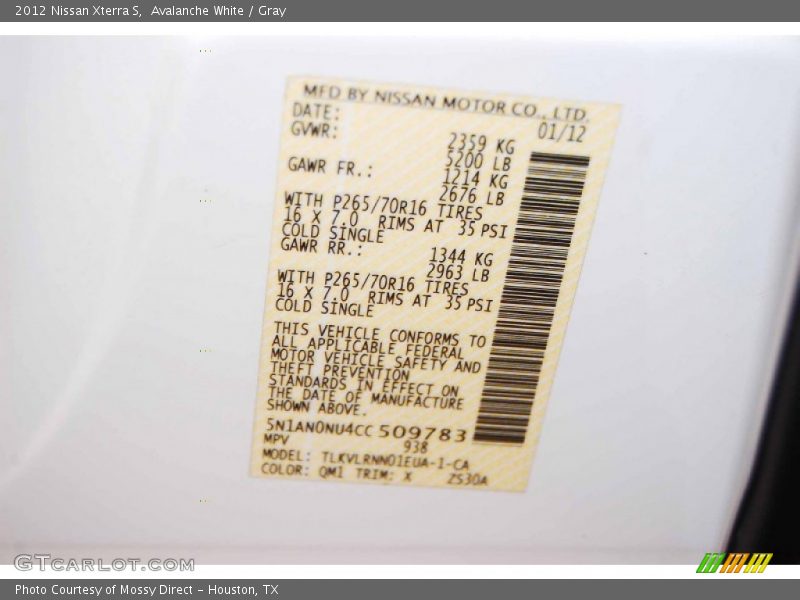 2012 Nissan Xterra S,  Avalanche White / Gray
MFD BY NISSAN MOTOR CO., LTD.
DATE: 01/12
GVWR: 2359 KG
5200 LB
GAWR FR.: 1214 KG
2676 LB
WITH P265/70R16 TIRES
16 X 7.0 RIMS AT 35 PSI
COLD SINGLE
GAWR RR.: 1344 KG
2963 LB
WITH P265/70R16 TIRES
16 X 7.0 RIMS AT 35 PSI
COLD SINGLE
THIS VEHICLE CONFORMS TO
ALL APPLICABLE FEDERAL
MOTOR VEHICLE SAFETY AND
THEFT PREVENTION
STANDARDS IN EFFECT ON
THE DATE OF MANUFACTURE
SHOWN ABOVE.
5N1AN0NU4CC 509783
MPV 938
MODEL: TLKVLRNN01EUA-1-CA
COLOR: QM1 TRIM: X ZS30A
GTCARLOT.COM
Photo Courtesy of Mossy Direct - Houston, TX